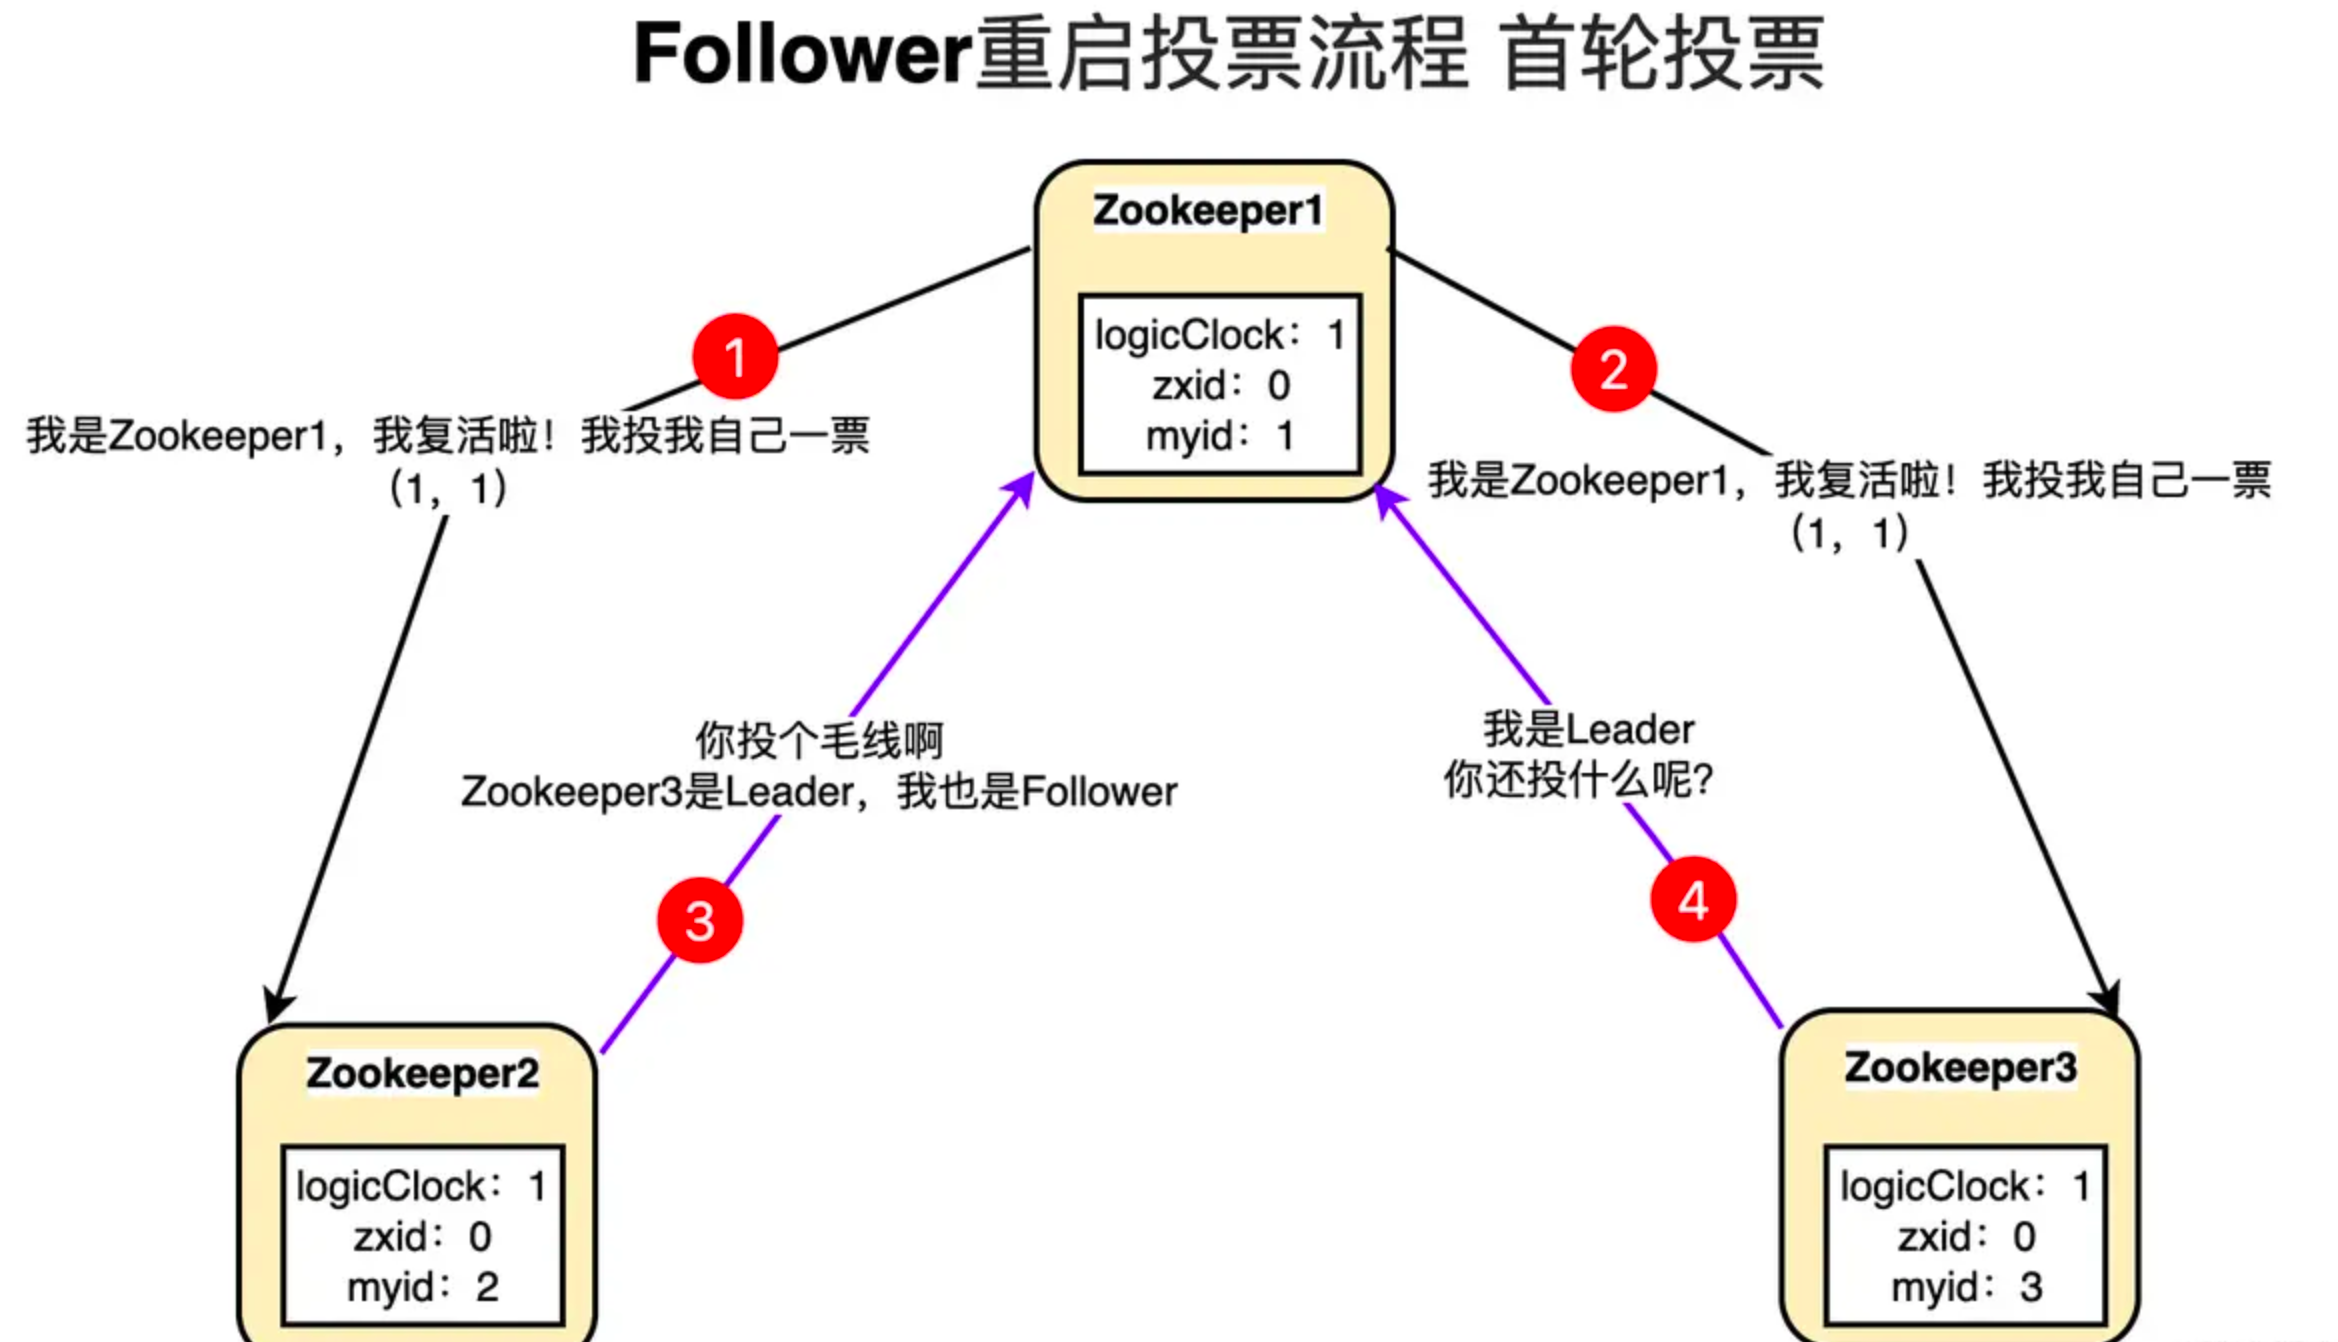 Follower重启投票流程 首轮投票
Zookeeper1
logicClock：1
zxid：0
myid：1
1
我是Zookeeper1，我复活啦！我投我自己一票
（1，1）
2
我是Zookeeper1，我复活啦！我投我自己一票
（1，1）
你投个毛线啊
Zookeeper3是Leader，我也是Follower
3
我是Leader
你还投什么呢?
4
Zookeeper2
logicClock：1
zxid：0
myid：2
Zookeeper3
logicClock：1
zxid：0
myid：3